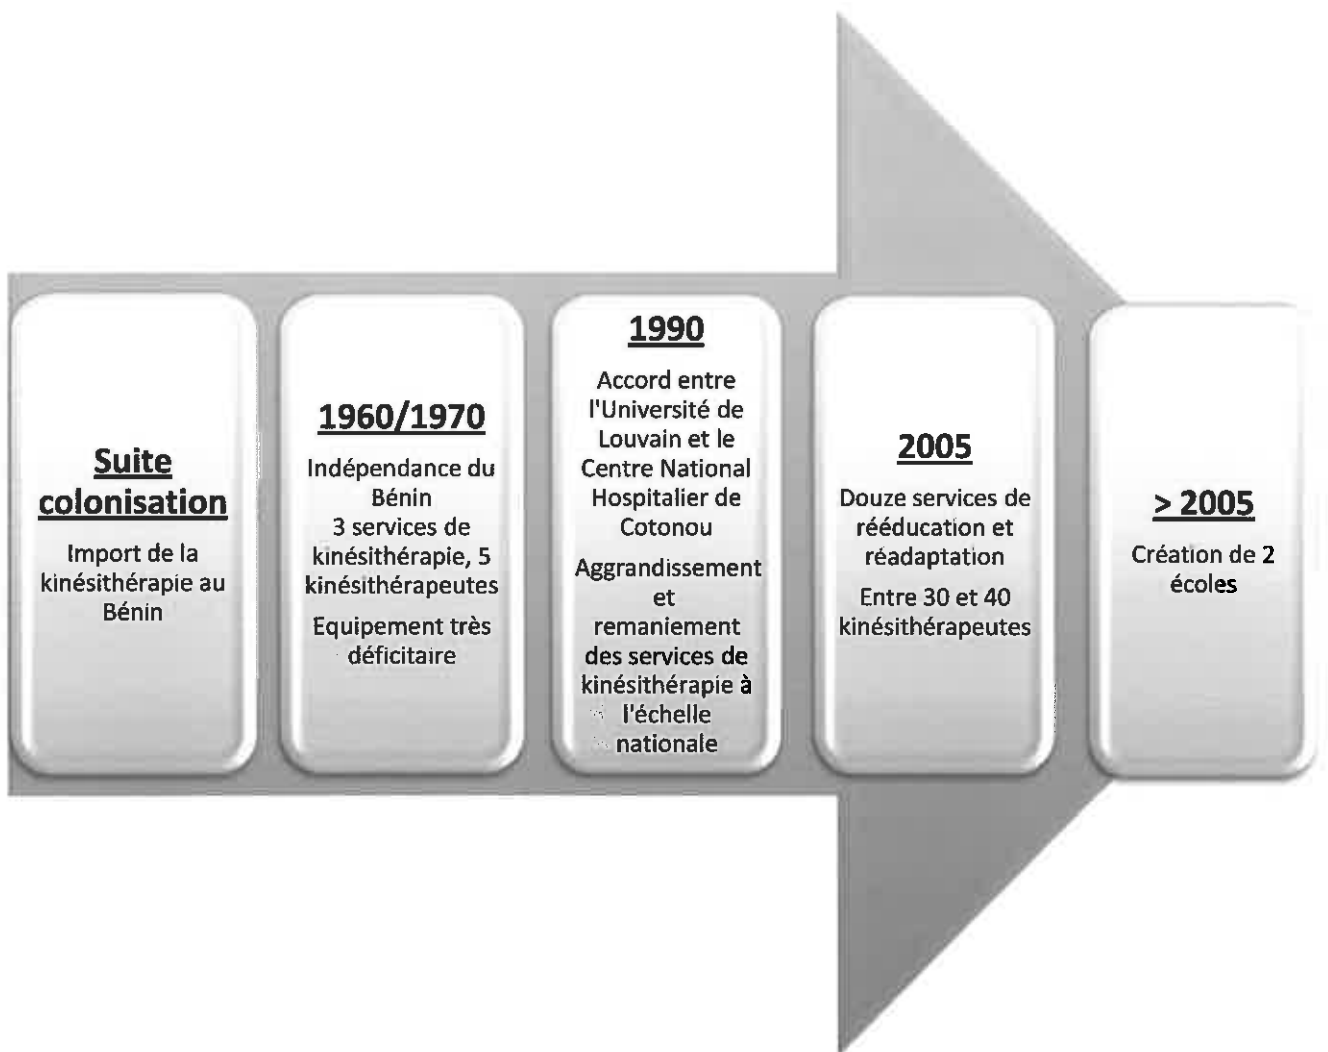 Suite
colonisation
Import de la
kinésithérapie au
Bénin
1960/1970
Indépendance du
Bénin
3 services de
kinésithérapie, 5
kinésithérapeutes
Equipement très
déficitaire
1990
Accord entre
l'Université de
Louvain et le
Centre National
Hospitalier de
Cotonou
Aggrandissement
et
remaniement
des services de
kinésithérapie à
l'échelle
nationale
2005
Douze services de
rééducation et
réadaptation
Entre 30 et 40
kinésithérapeutes
> 2005
Création de 2
écoles